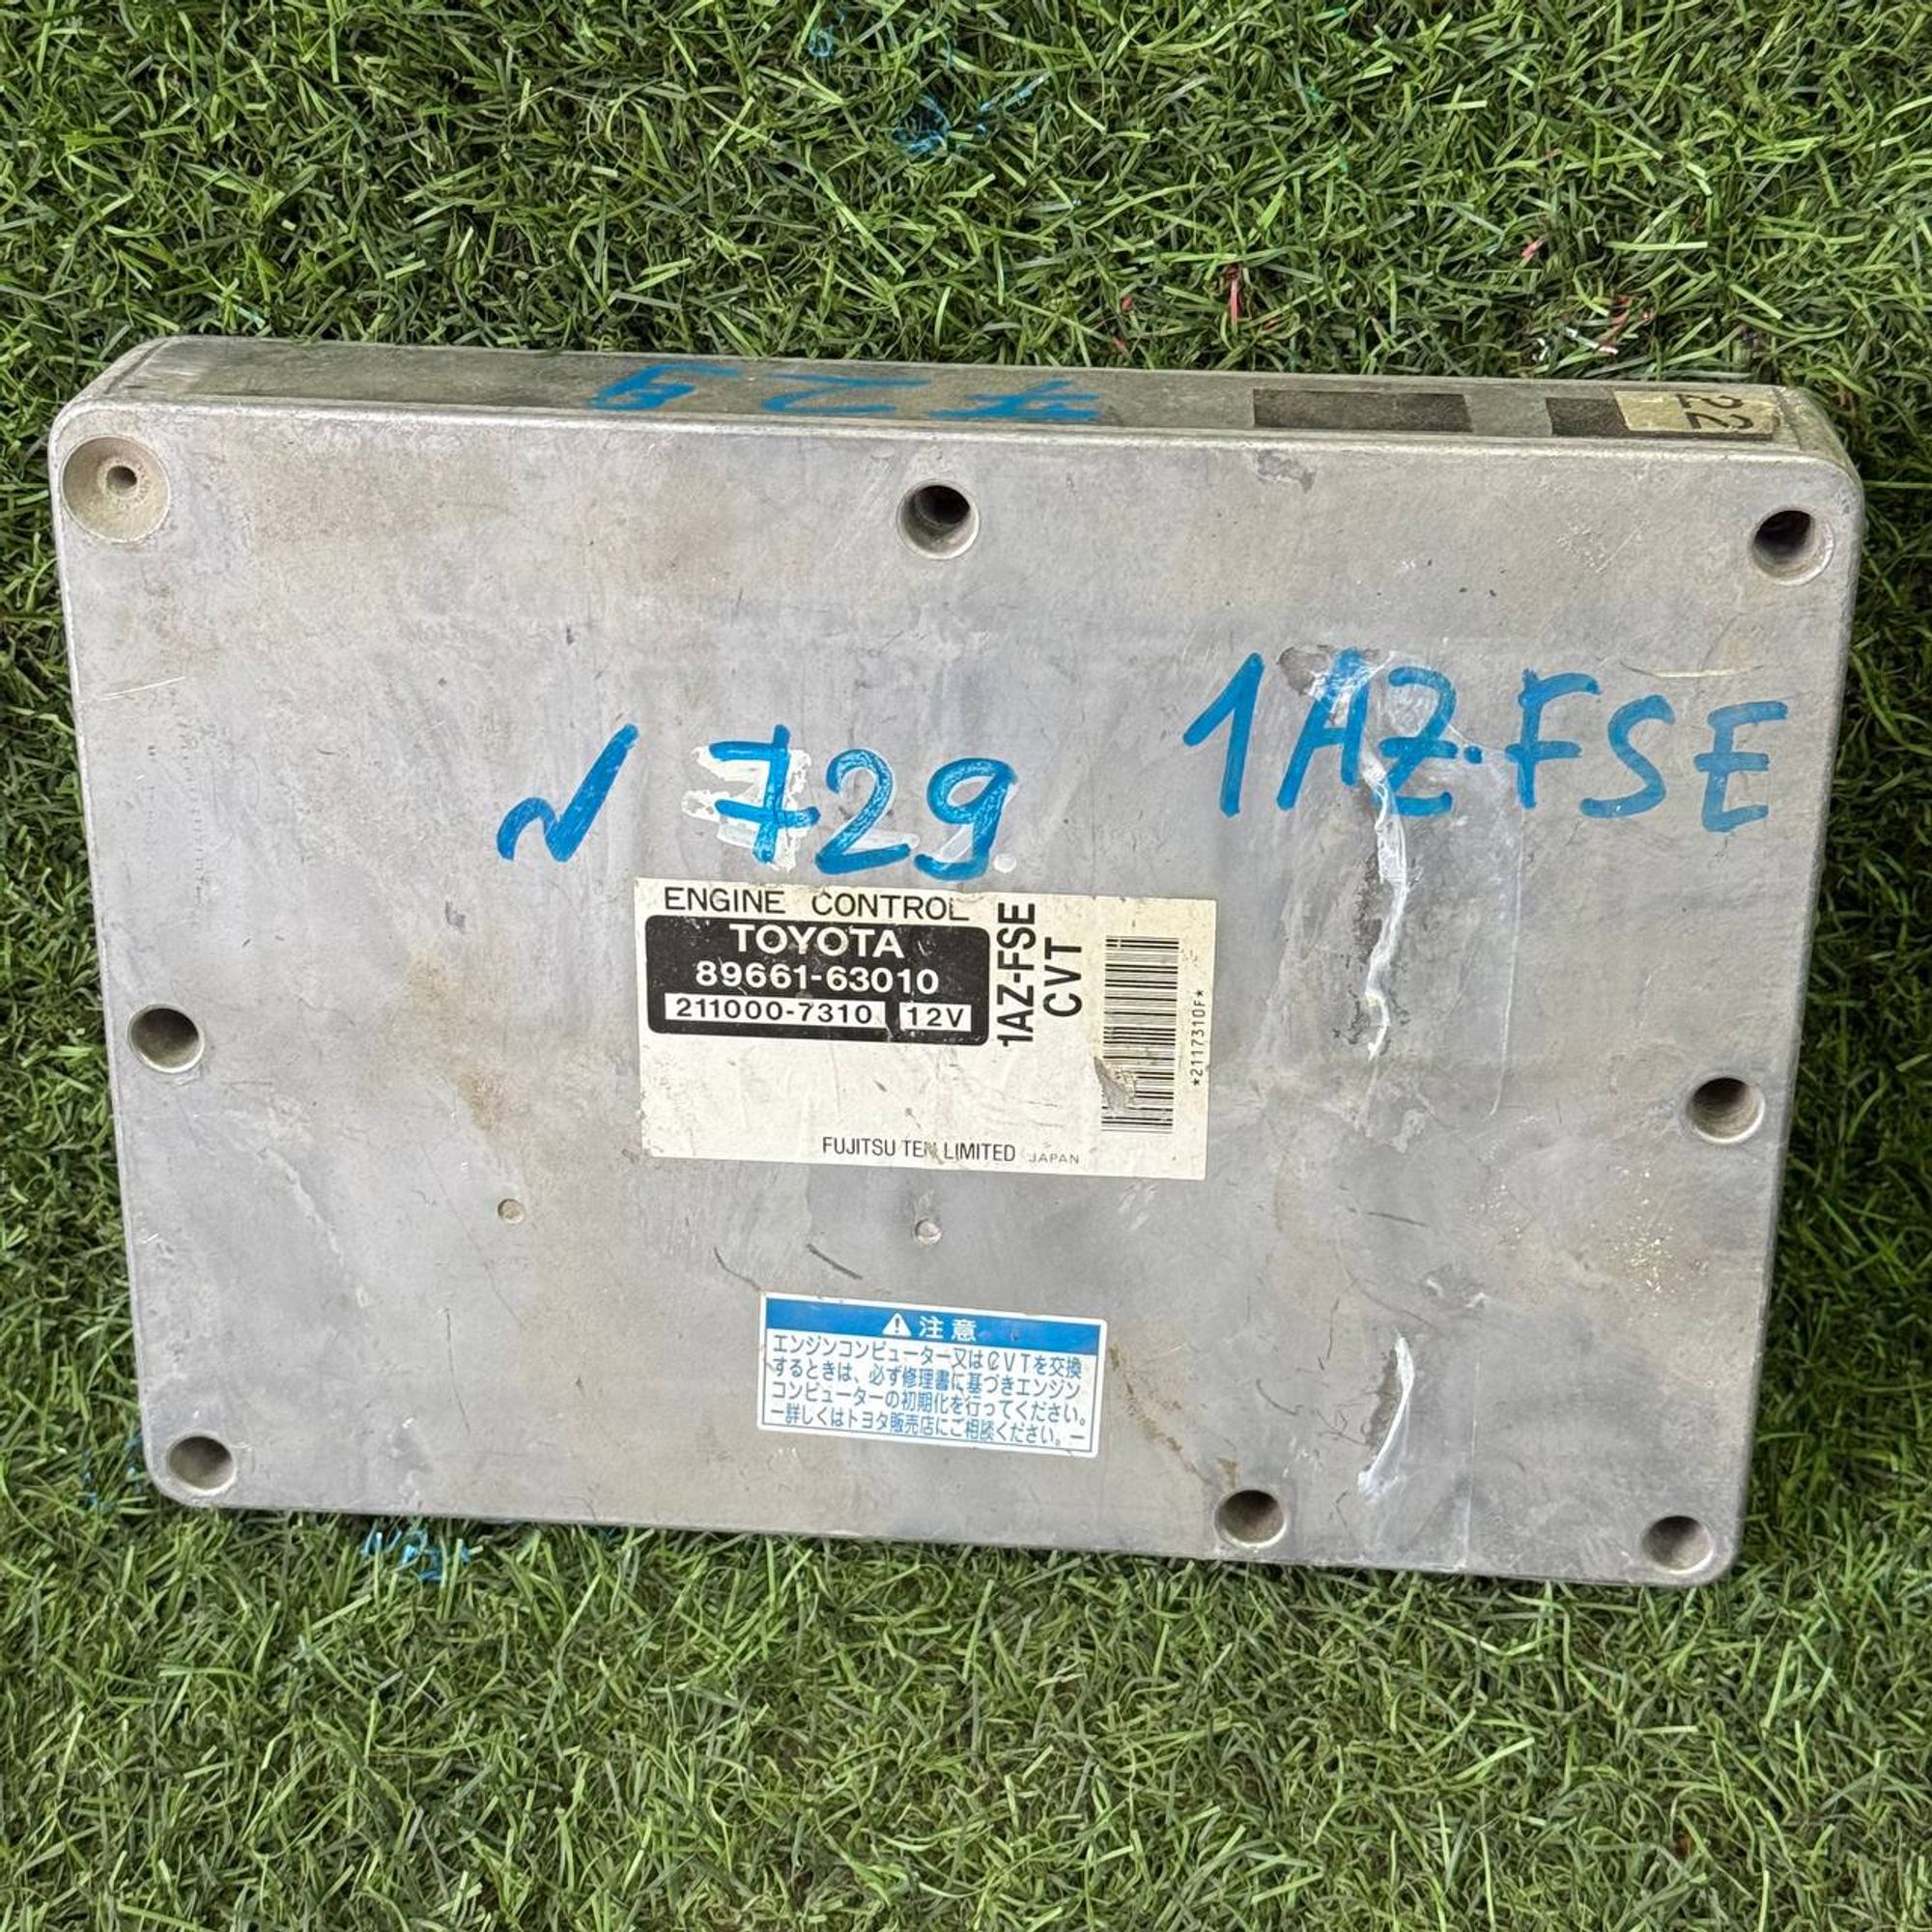 729
22
N 729
1AZ-FSE
ENGINE CONTROL
TOYOTA
89661-63010
211000-7310 12V
1AZ-FSE
CVT
*2117310F*
FUJITSU TEN LIMITED JAPAN
⚠注意
エンジンコンピューター又はCVTを交換
するときは、必ず修理書に基づきエンジン
コンピューターの初期化を行ってください。
ー詳しくはトヨタ販売店にご相談ください。ー